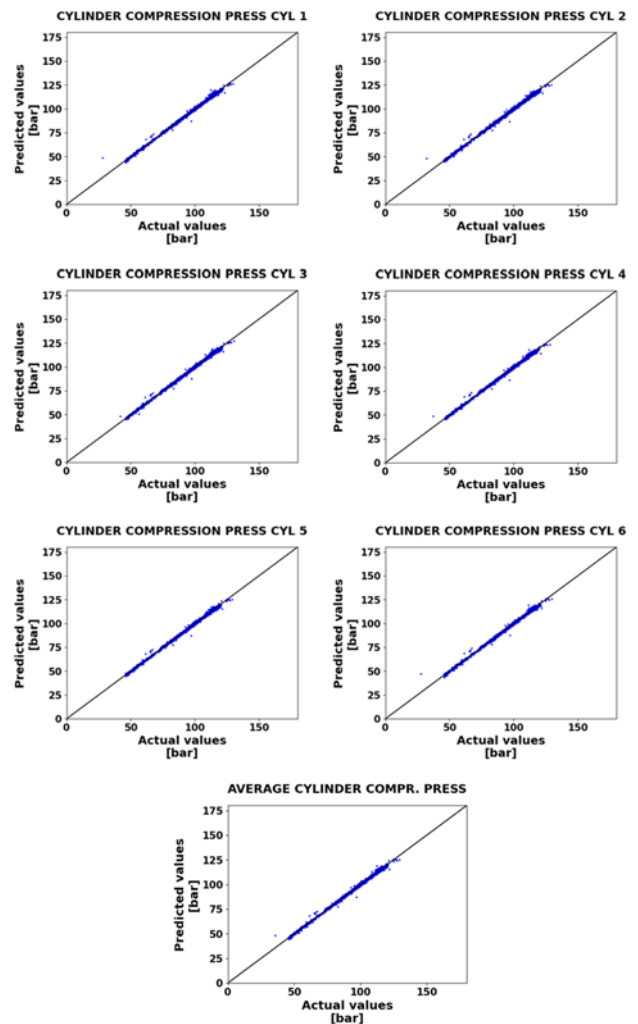 CYLINDER COMPRESSION PRESS CYL 1
175
150
125
100
75
50
25
0
0 50 100 150
Predicted values
[bar]
Actual values
[bar]
CYLINDER COMPRESSION PRESS CYL 2
175
150
125
100
75
50
25
0
0 50 100 150
Predicted values
[bar]
Actual values
[bar]
CYLINDER COMPRESSION PRESS CYL 3
175
150
125
100
75
50
25
0
0 50 100 150
Predicted values
[bar]
Actual values
[bar]
CYLINDER COMPRESSION PRESS CYL 4
175
150
125
100
75
50
25
0
0 50 100 150
Predicted values
[bar]
Actual values
[bar]
CYLINDER COMPRESSION PRESS CYL 5
175
150
125
100
75
50
25
0
0 50 100 150
Predicted values
[bar]
Actual values
[bar]
CYLINDER COMPRESSION PRESS CYL 6
175
150
125
100
75
50
25
0
0 50 100 150
Predicted values
[bar]
Actual values
[bar]
AVERAGE CYLINDER COMPR. PRESS
175
150
125
100
75
50
25
0
0 50 100 150
Predicted values
[bar]
Actual values
[bar]